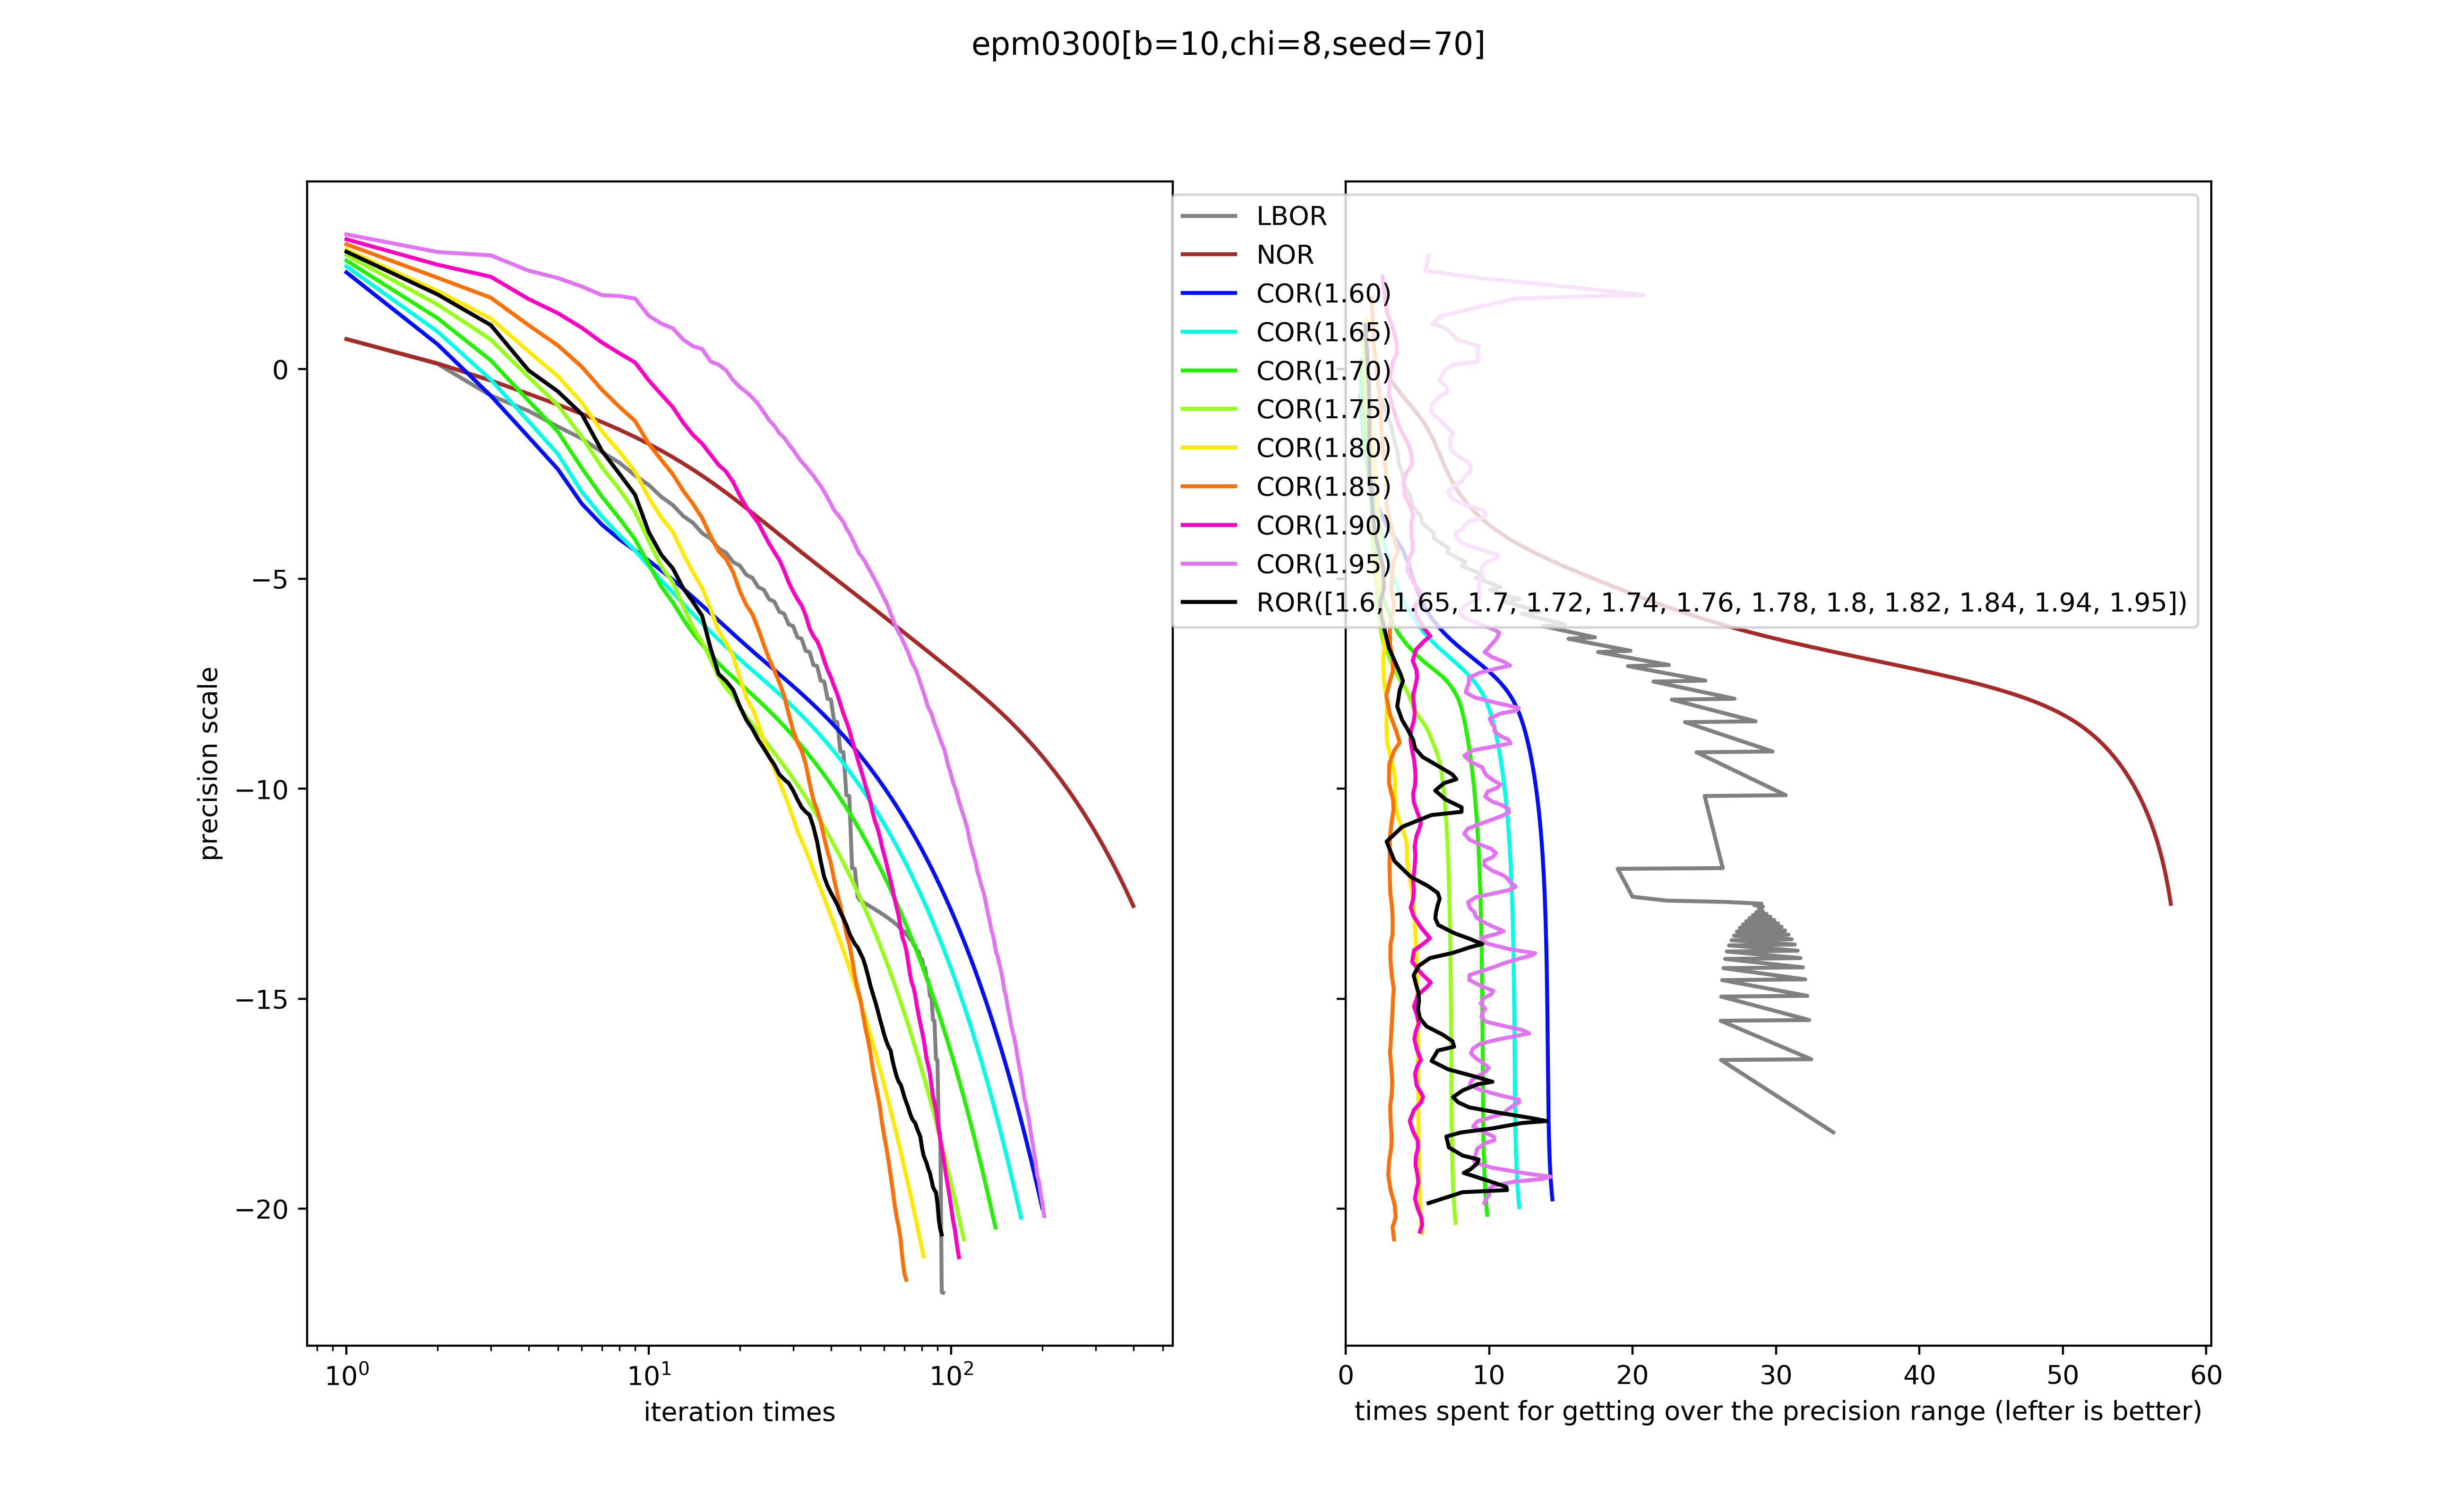 epm0300[b=10,chi=8,seed=70]
LBOR
NOR
COR(1.60)
COR(1.65)
COR(1.70)
COR(1.75)
COR(1.80)
COR(1.85)
COR(1.90)
COR(1.95)
ROR([1.6, 1.65, 1.7, 1.72, 1.74, 1.76, 1.78, 1.8, 1.82, 1.84, 1.94, 1.95])
precision scale
0
−5
−10
−15
−20
10⁰ 10¹ 10²
iteration times
0 10 20 30 40 50 60
times spent for getting over the precision range (lefter is better)